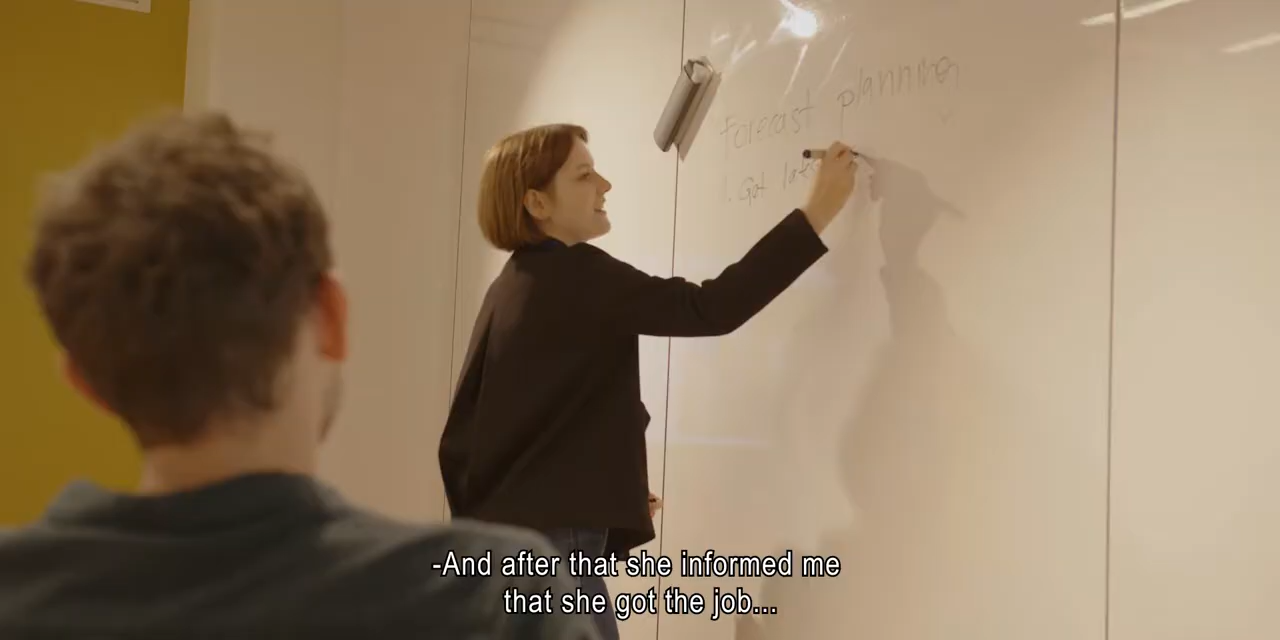 Forecast planning
1. Got
-And after that she informed me
that she got the job...